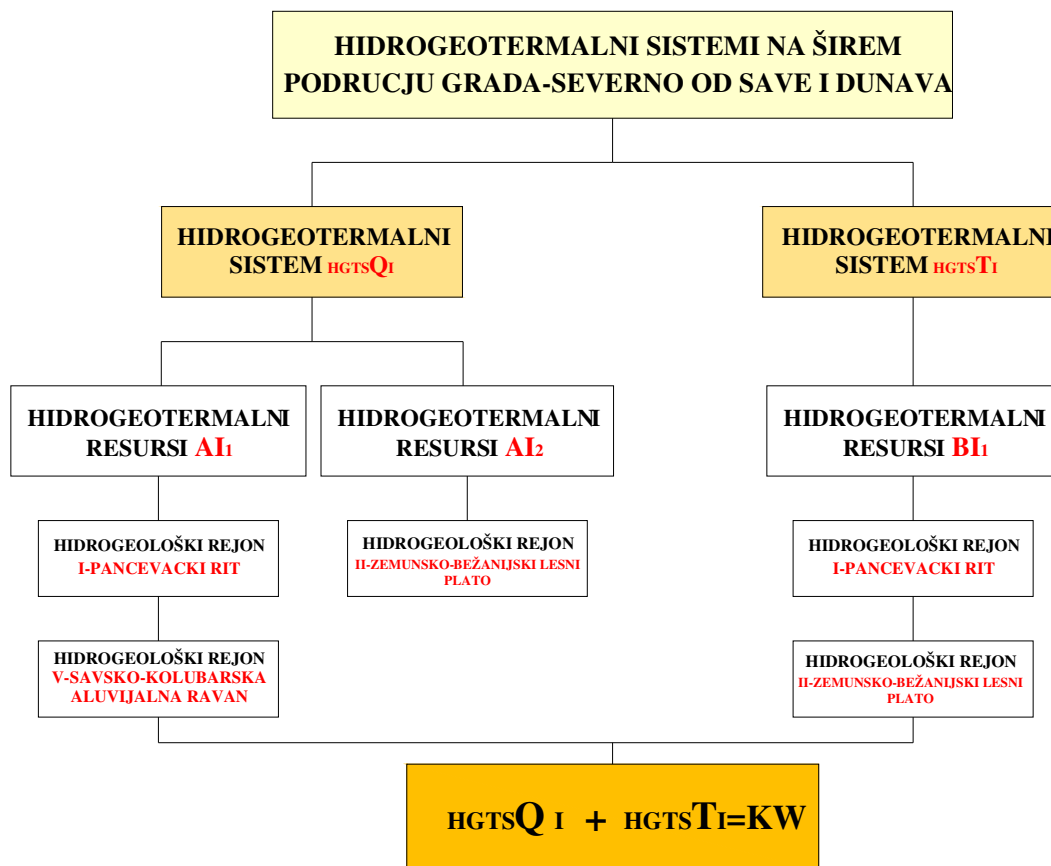 HIDROGEOTERMALNI SISTEMI NA ŠIREM
PODRUCJU GRADA-SEVERNO OD SAVE I DUNAVA
HIDROGEOTERMALNI
SISTEM HGTSQI
HIDROGEOTERMALNI
SISTEM HGTSTI
HIDROGEOTERMALNI
RESURSI AI1
HIDROGEOTERMALNI
RESURSI AI2
HIDROGEOTERMALNI
RESURSI BI1
HIDROGEOLOŠKI REJON
I-PANCEVACKI RIT
HIDROGEOLOŠKI REJON
II-ZEMUNSKO-BEŽANIJSKI LESNI
PLATO
HIDROGEOLOŠKI REJON
I-PANCEVACKI RIT
HIDROGEOLOŠKI REJON
V-SAVSKO-KOLUBARSKA
ALUVIJALNA RAVAN
HIDROGEOLOŠKI REJON
II-ZEMUNSKO-BEŽANIJSKI LESNI
PLATO
HGTSQ I + HGTSTI=KW